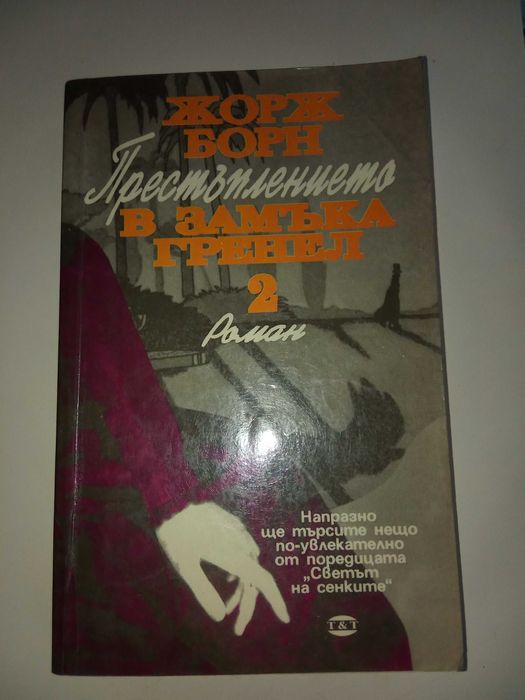 ЖОРЖ
БОРН
Престъплението
В ЗАМЪКА
ГРЕНЕЛ
2
Роман
Напразно
ще търсите нещо
по-увлекателно
от поредицата
„Светът
на сенките“
T&T